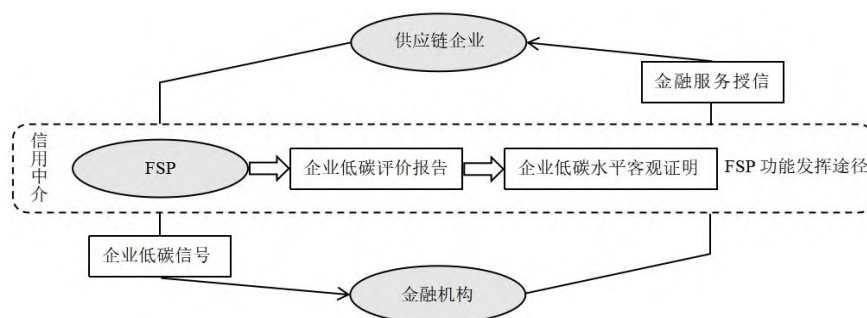 供应链企业
金融服务授信
信用中介
FSP
企业低碳评价报告
企业低碳水平客观证明
FSP 功能发挥途径
企业低碳信号
金融机构